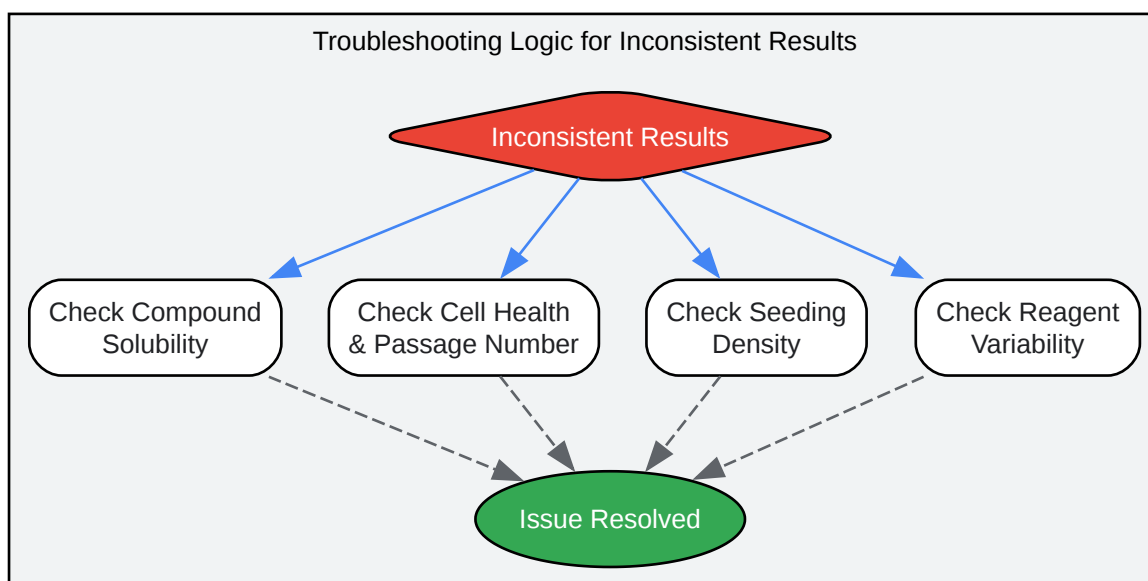 Troubleshooting Logic for Inconsistent Results
Inconsistent Results
Check Compound
Solubility
Check Cell Health
& Passage Number
Check Seeding
Density
Check Reagent
Variability
Issue Resolved